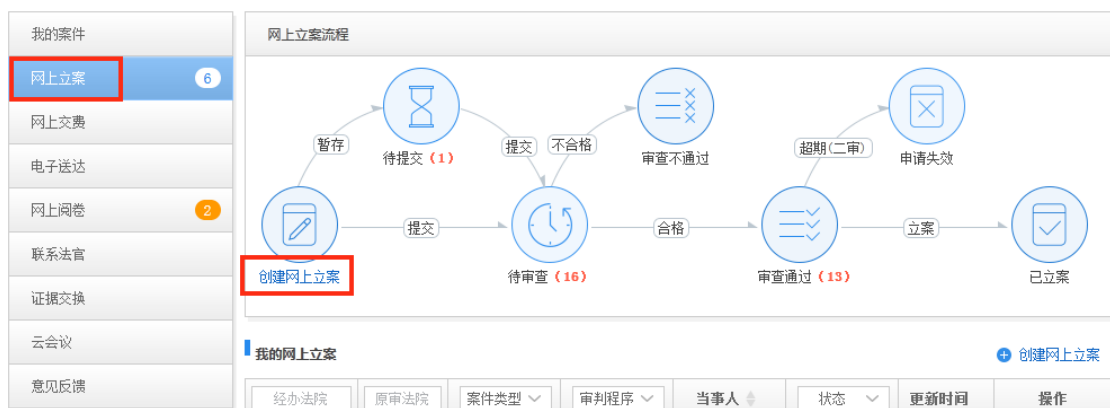 我的案件
网上立案 6
网上交费
电子送达
网上阅卷 2
联系法官
证据交换
云会议
意见反馈
网上立案流程
暂存
待提交（1）
提交
不合格
审查不通过
超期(二审)
申请失效
提交
合格
立案
创建网上立案
待审查（16）
审查通过（13）
已立案
我的网上立案
创建网上立案
经办法院 原审法院 案件类型 审判程序 当事人 状态 更新时间 操作